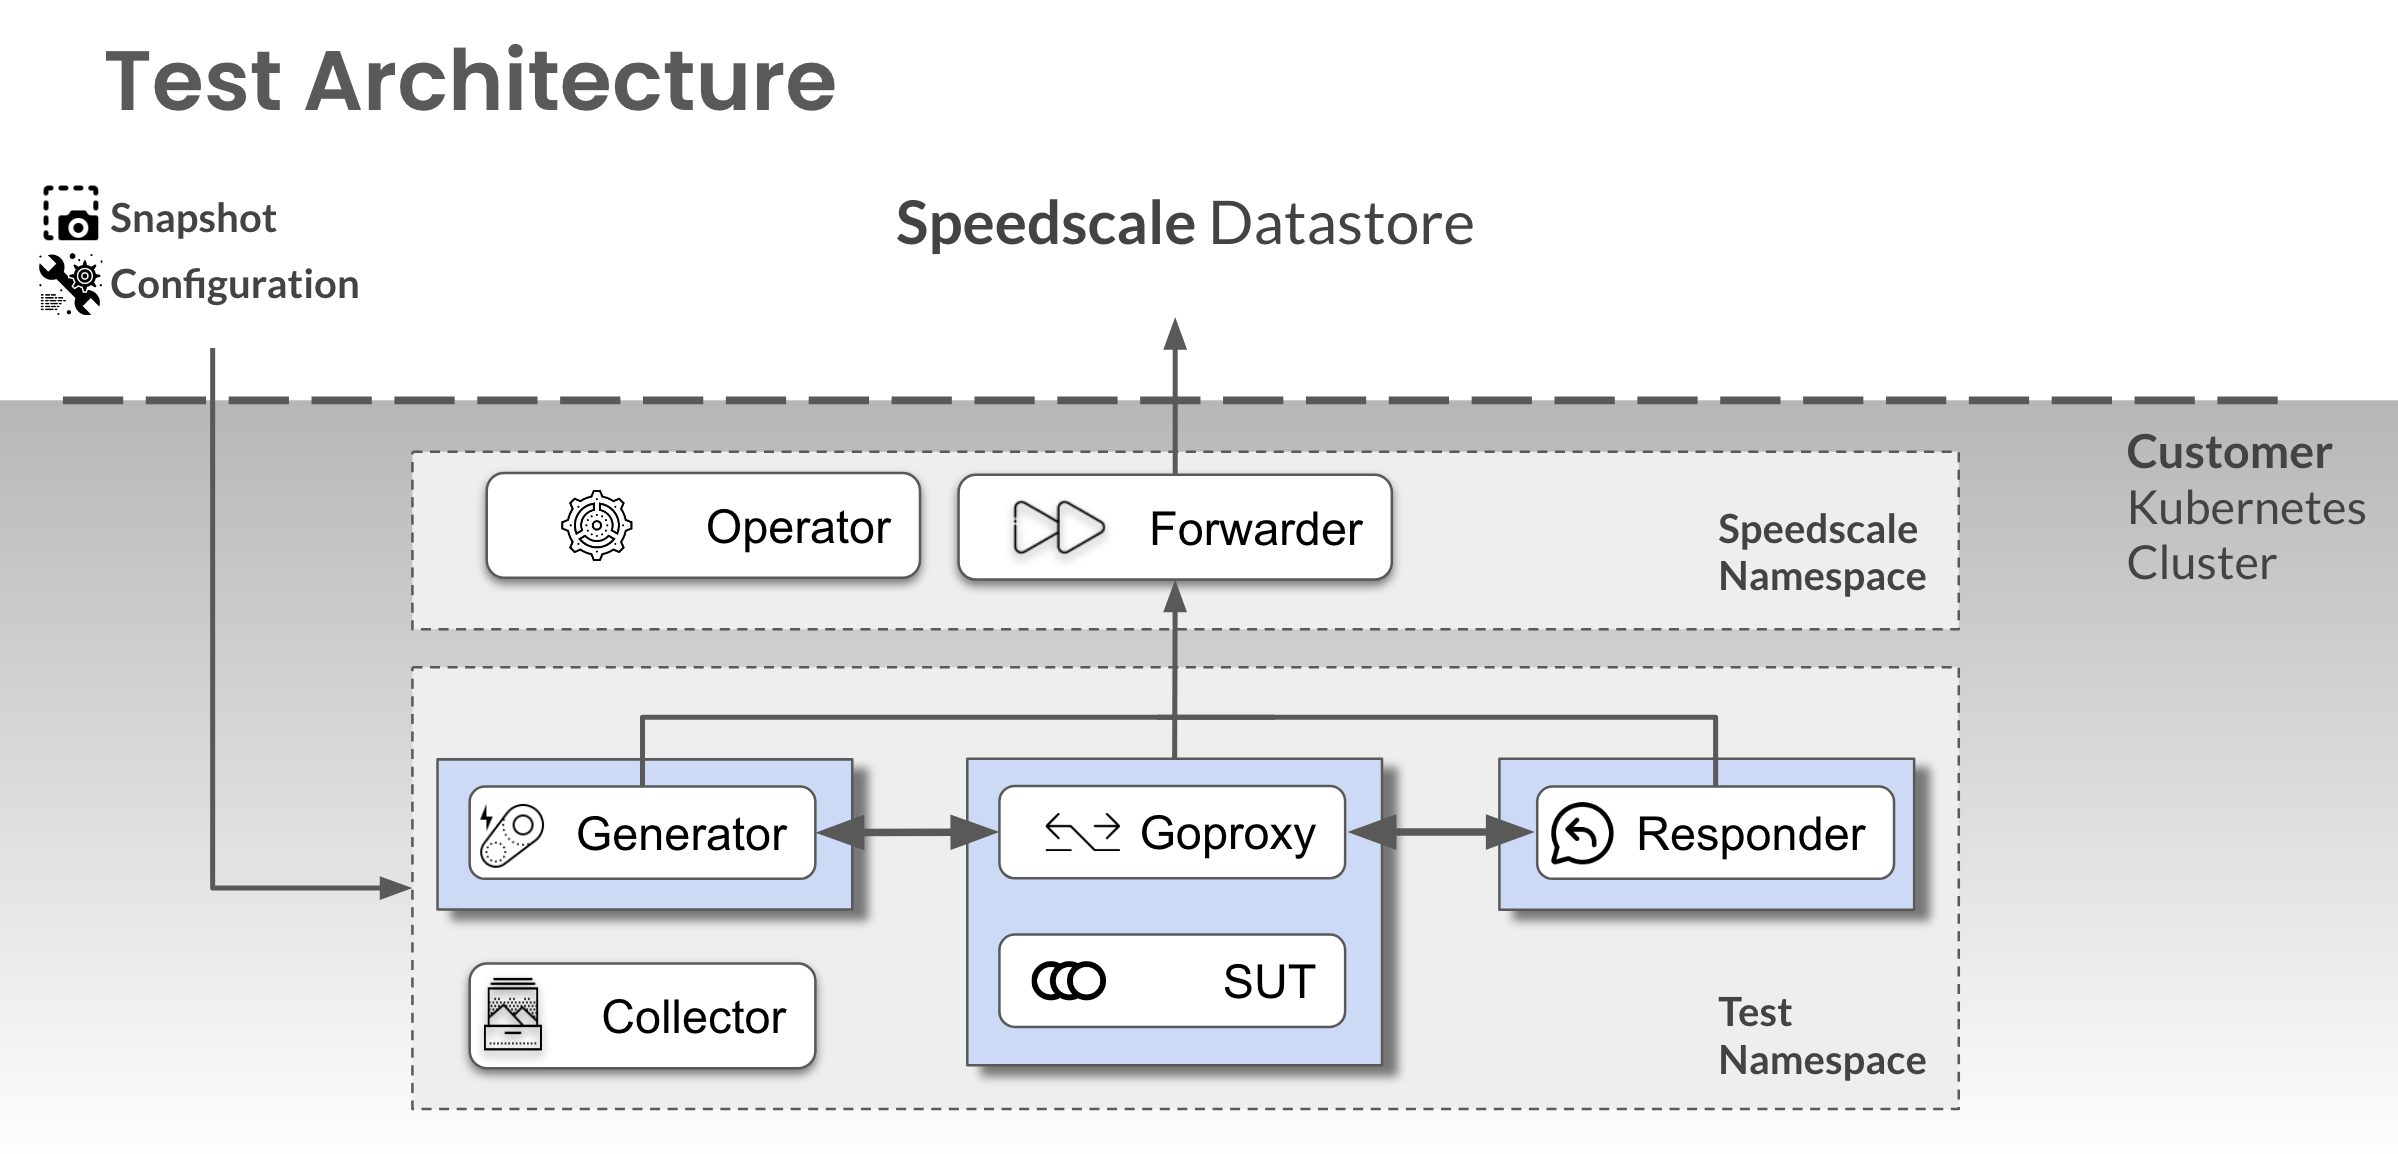 Test Architecture
Snapshot
Configuration
Speedscale Datastore
Customer
Kubernetes
Cluster
Operator
Forwarder
Speedscale
Namespace
Generator
Goproxy
Responder
Collector
SUT
Test
Namespace